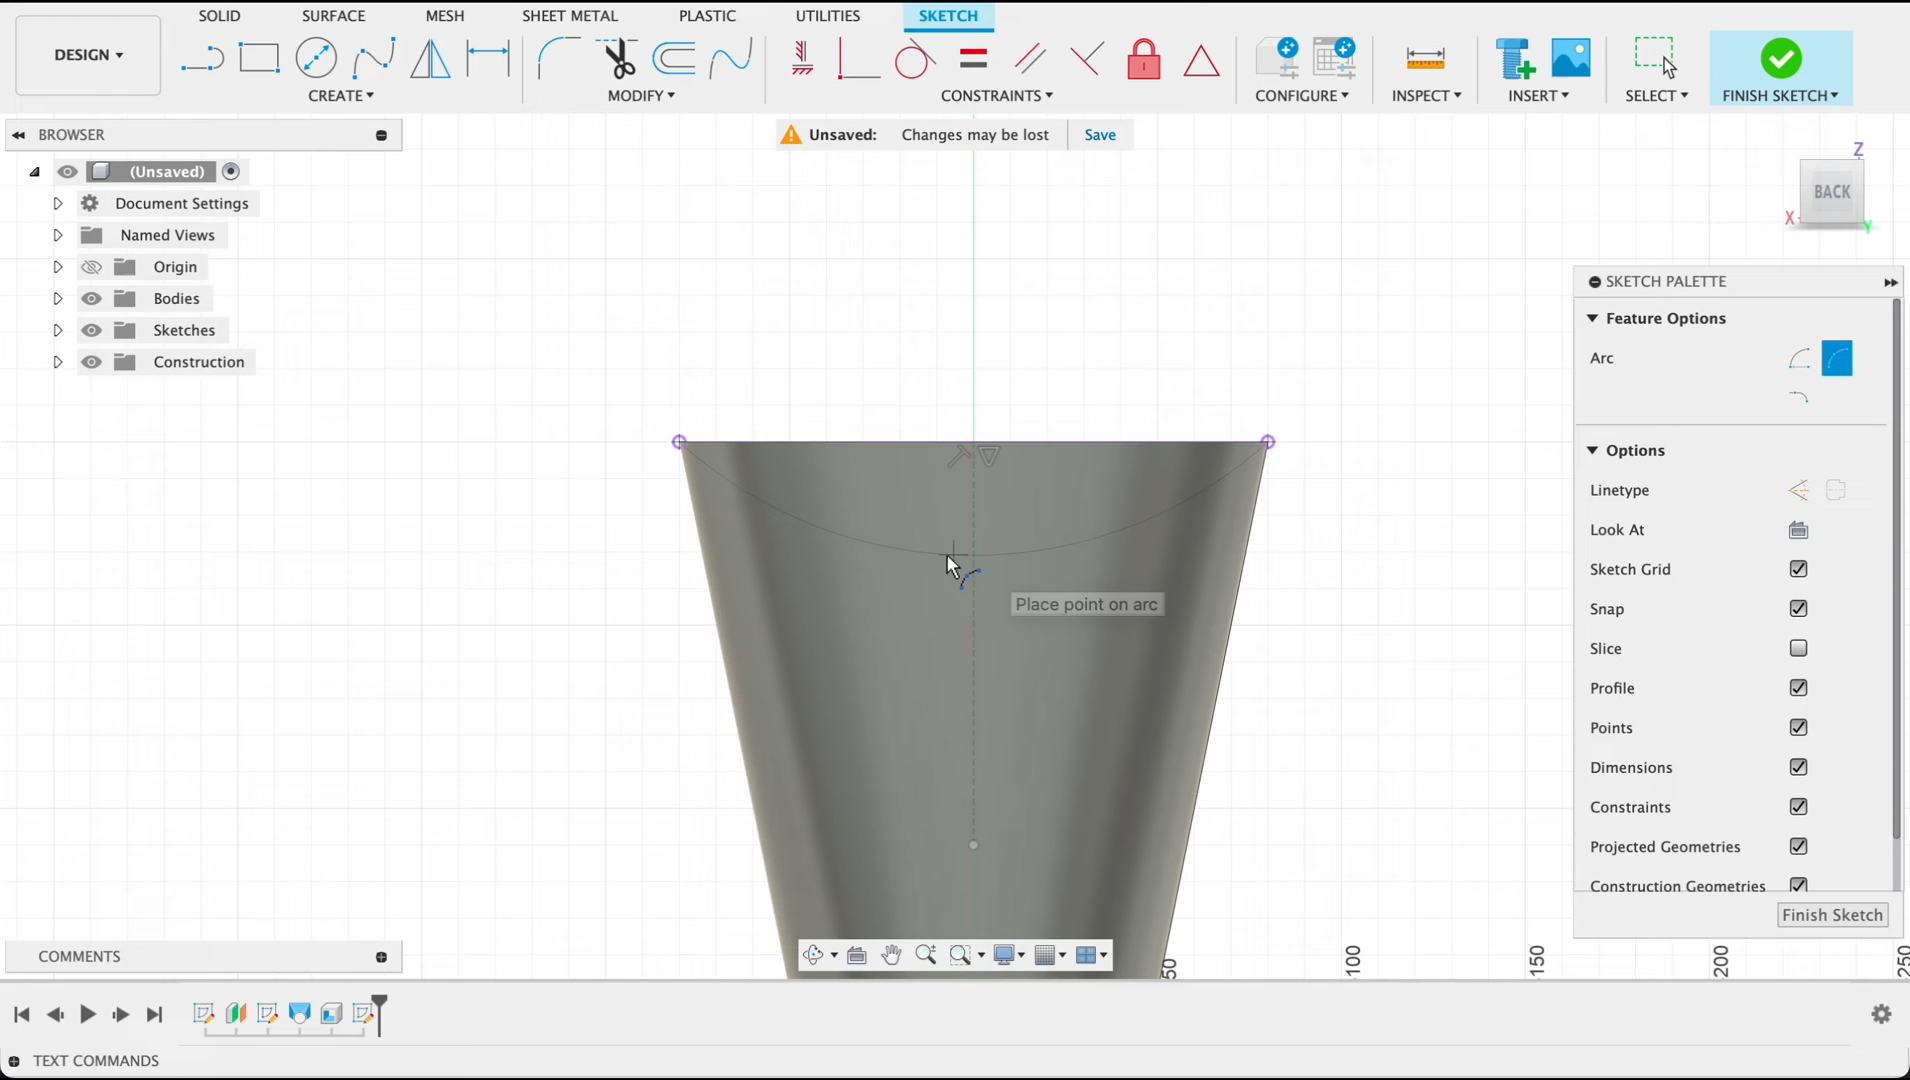 SOLID SURFACE MESH SHEET METAL PLASTIC UTILITIES SKETCH
DESIGN
CREATE MODIFY CONSTRAINTS CONFIGURE INSPECT INSERT SELECT FINISH SKETCH
BROWSER
Unsaved: Changes may be lost Save
(Unsaved)
Document Settings
Named Views
Origin
Bodies
Sketches
Construction
Z
BACK
X
Y
SKETCH PALETTE
Feature Options
Arc
Options
Linetype
Look At
Sketch Grid
Snap
Slice
Profile
Points
Dimensions
Constraints
Projected Geometries
Construction Geometries
Finish Sketch
Place point on arc
50
100
150
200
250
COMMENTS
TEXT COMMANDS